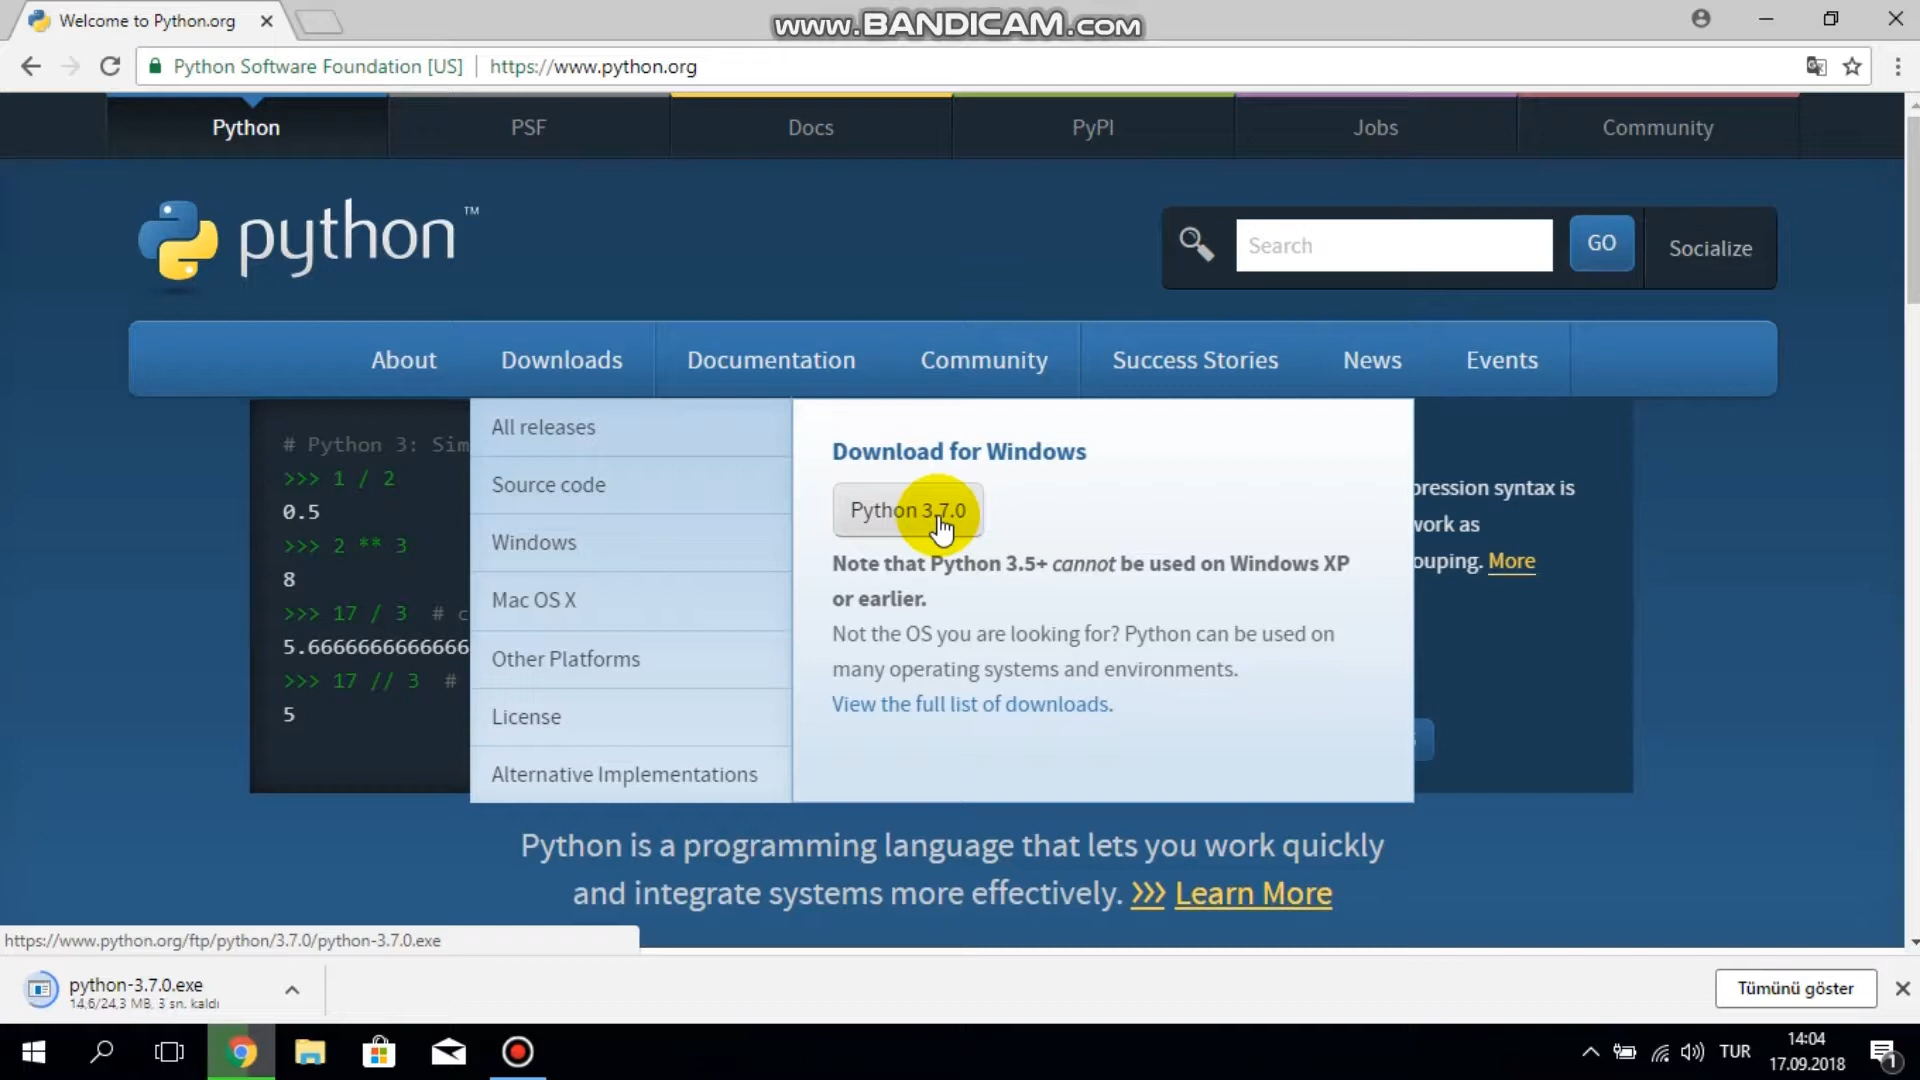 Welcome to Python.org
www.BANDICAM.com
Python Software Foundation [US]
https://www.python.org
Python
PSF
Docs
PyPI
Jobs
Community
python™
Search
GO
Socialize
About
Downloads
Documentation
Community
Success Stories
News
Events
# Python 3: Sim
>>> 1 / 2
0.5
>>> 2 ** 3
8
>>> 17 / 3 # c
5.6666666666666
>>> 17 // 3 #
5
All releases
Source code
Windows
Mac OS X
Other Platforms
License
Alternative Implementations
Download for Windows
Python 3.7.0
Note that Python 3.5+ cannot be used on Windows XP
or earlier.
Not the OS you are looking for? Python can be used on
many operating systems and environments.
View the full list of downloads.
pression syntax is
work as
ouping. More
Python is a programming language that lets you work quickly
and integrate systems more effectively. >>> Learn More
https://www.python.org/ftp/python/3.7.0/python-3.7.0.exe
python-3.7.0.exe
14,6/24,3 MB, 3 sn. kaldı
Tümünü göster
TUR
14:04
17.09.2018
1